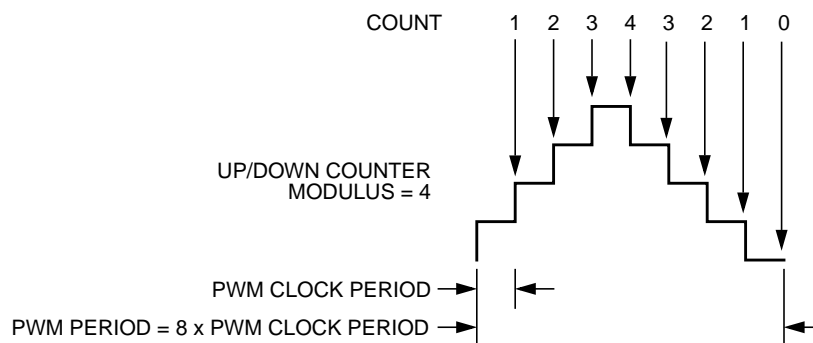 COUNT 1 2 3 4 3 2 1 0
UP/DOWN COUNTER
MODULUS = 4
PWM CLOCK PERIOD
PWM PERIOD = 8 x PWM CLOCK PERIOD